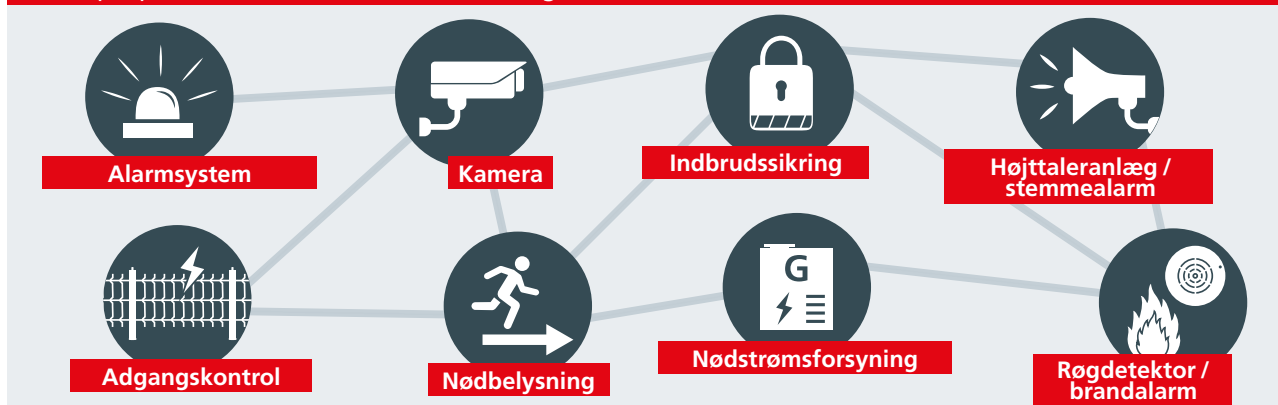 Alarmsystem
Kamera
Indbrudssikring
Højttaleranlæg /
stemmealarm
Adgangskontrol
Nødbelysning
G
Nødstrømsforsyning
Røgdetektor /
brandalarm